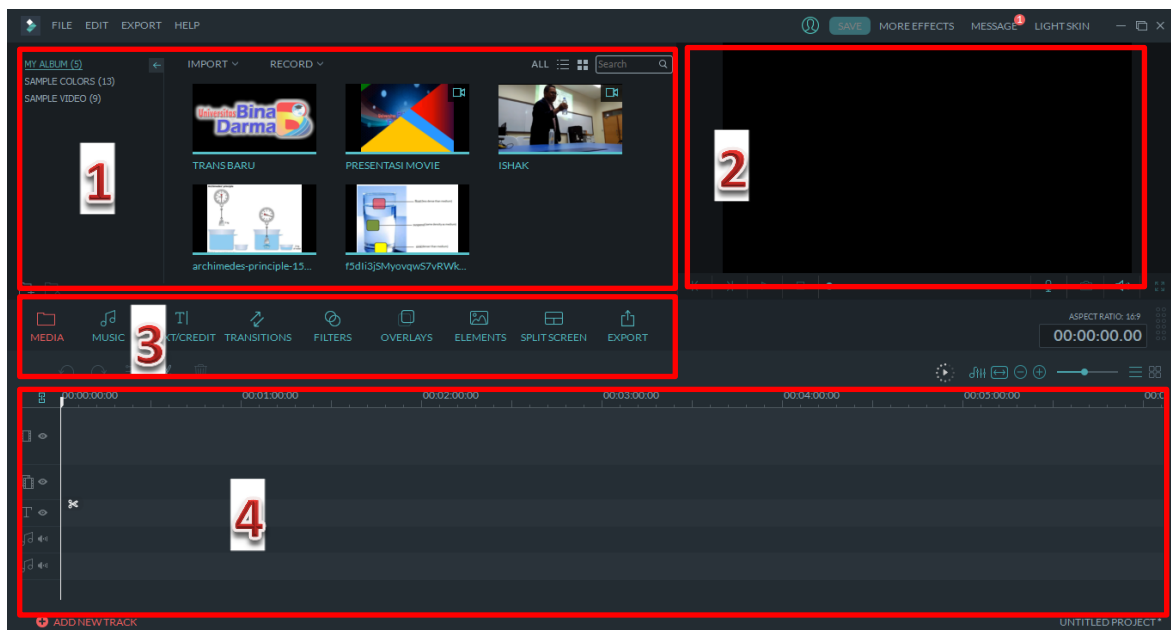 FILE EDIT EXPORT HELP
SAVE MORE EFFECTS MESSAGE 1 LIGHT SKIN
MY ALBUM (5)
SAMPLE COLORS (13)
SAMPLE VIDEO (9)
IMPORT RECORD ALL Search
Universitas Bina
Darma
TRANS BARU
PRESENTASI MOVIE
ISHAK
archimedes-principle-15...
f5dIi3jSMyovqwS7vRWk...
1
2
3
4
MEDIA MUSIC XT/CREDIT TRANSITIONS FILTERS OVERLAYS ELEMENTS SPLIT SCREEN EXPORT
ASPECT RATIO: 16:9
00:00:00.00
00:00:00:00 00:01:00:00 00:02:00:00 00:03:00:00 00:04:00:00 00:05:00:00 00:0
ADD NEW TRACK
UNTITLED PROJECT *